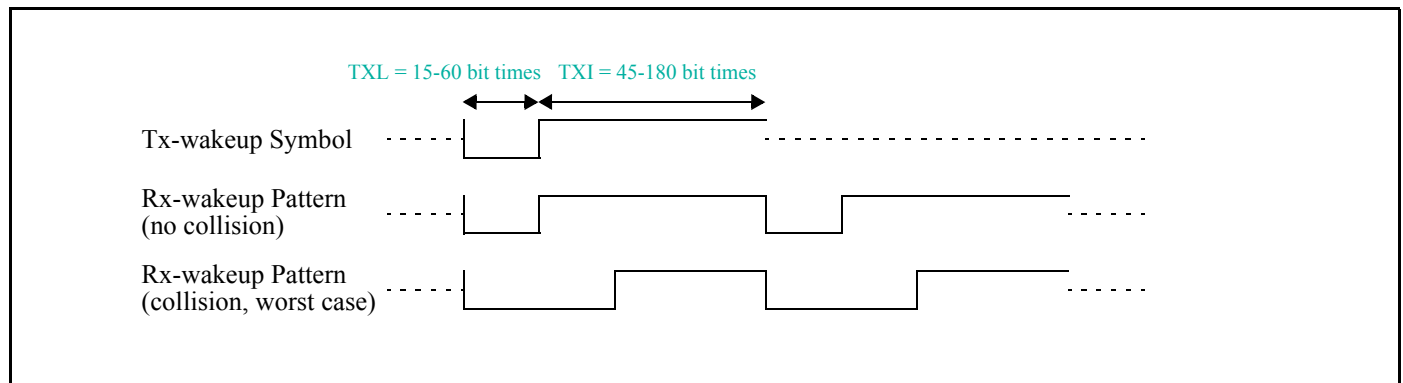 TXL = 15-60 bit times TXI = 45-180 bit times
Tx-wakeup Symbol
Rx-wakeup Pattern
(no collision)
Rx-wakeup Pattern
(collision, worst case)